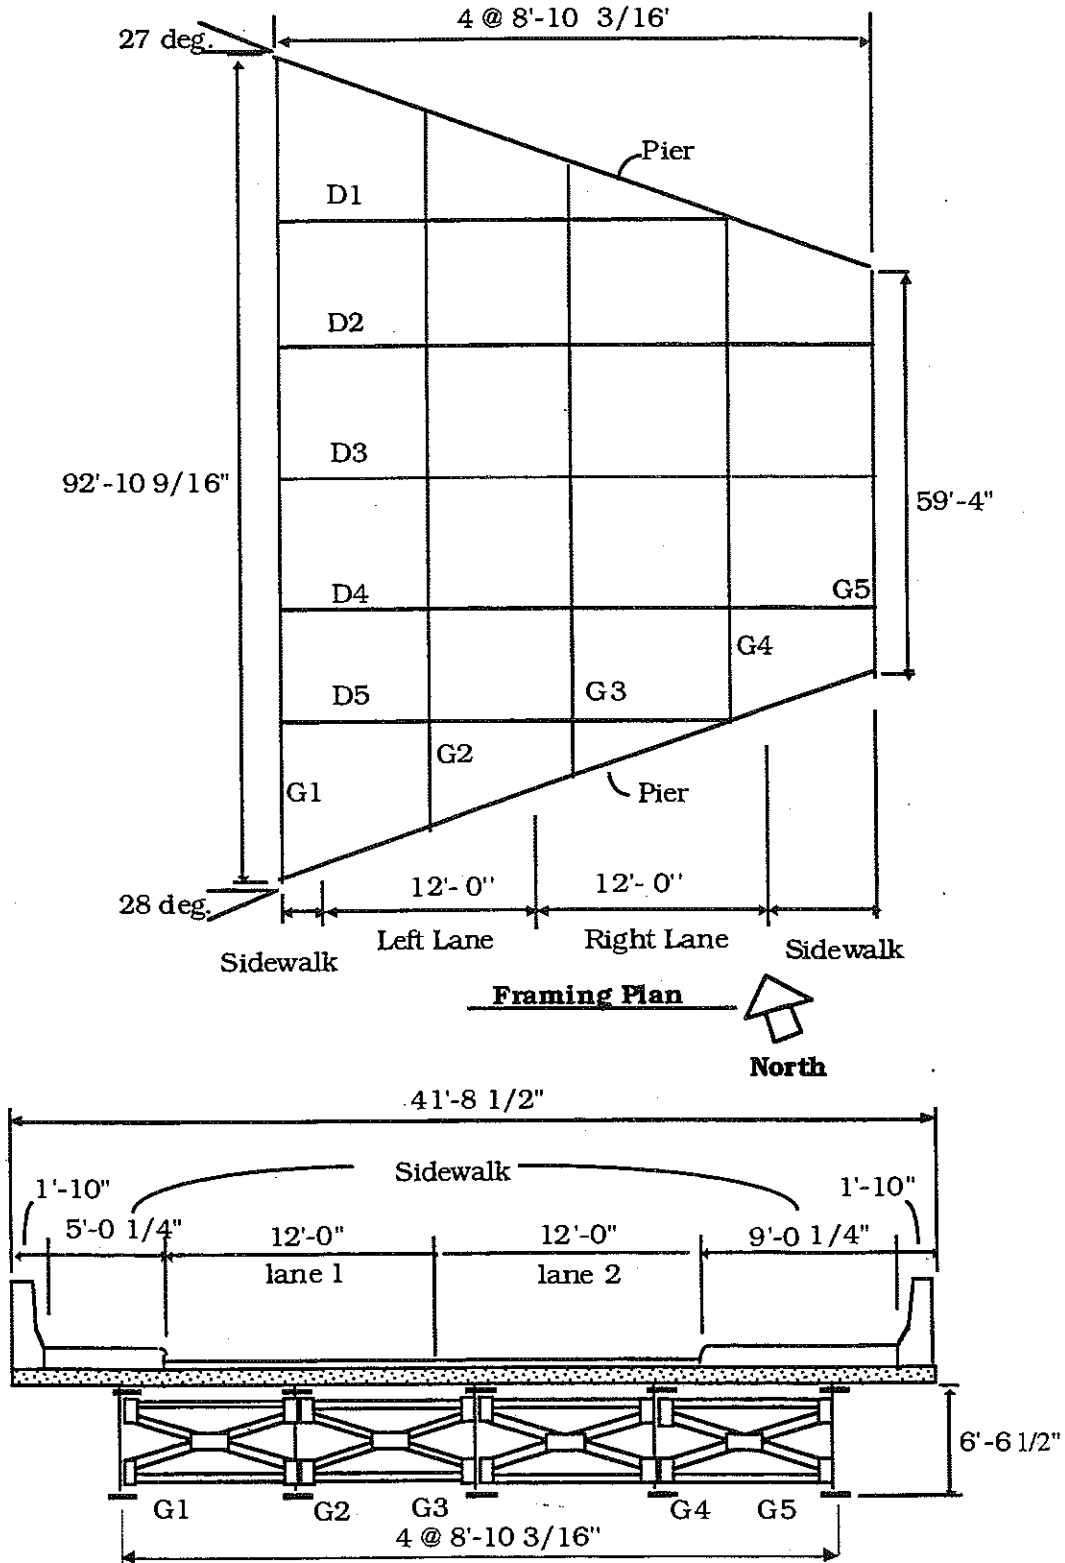 4 @ 8'-10 3/16'
27 deg.
Pier
D1
D2
D3
92'-10 9/16"
59'-4"
D4
G5
G4
D5
G3
G2
G1
Pier
28 deg.
12'- 0"
12'- 0"
Left Lane
Right Lane
Sidewalk
Sidewalk
Framing Plan
North
41'-8 1/2"
Sidewalk
1'-10"
1'-10"
5'-0 1/4"
12'-0"
12'-0"
9'-0 1/4"
lane 1
lane 2
6'-6 1/2"
G1
G2
G3
G4
G5
4 @ 8'-10 3/16"